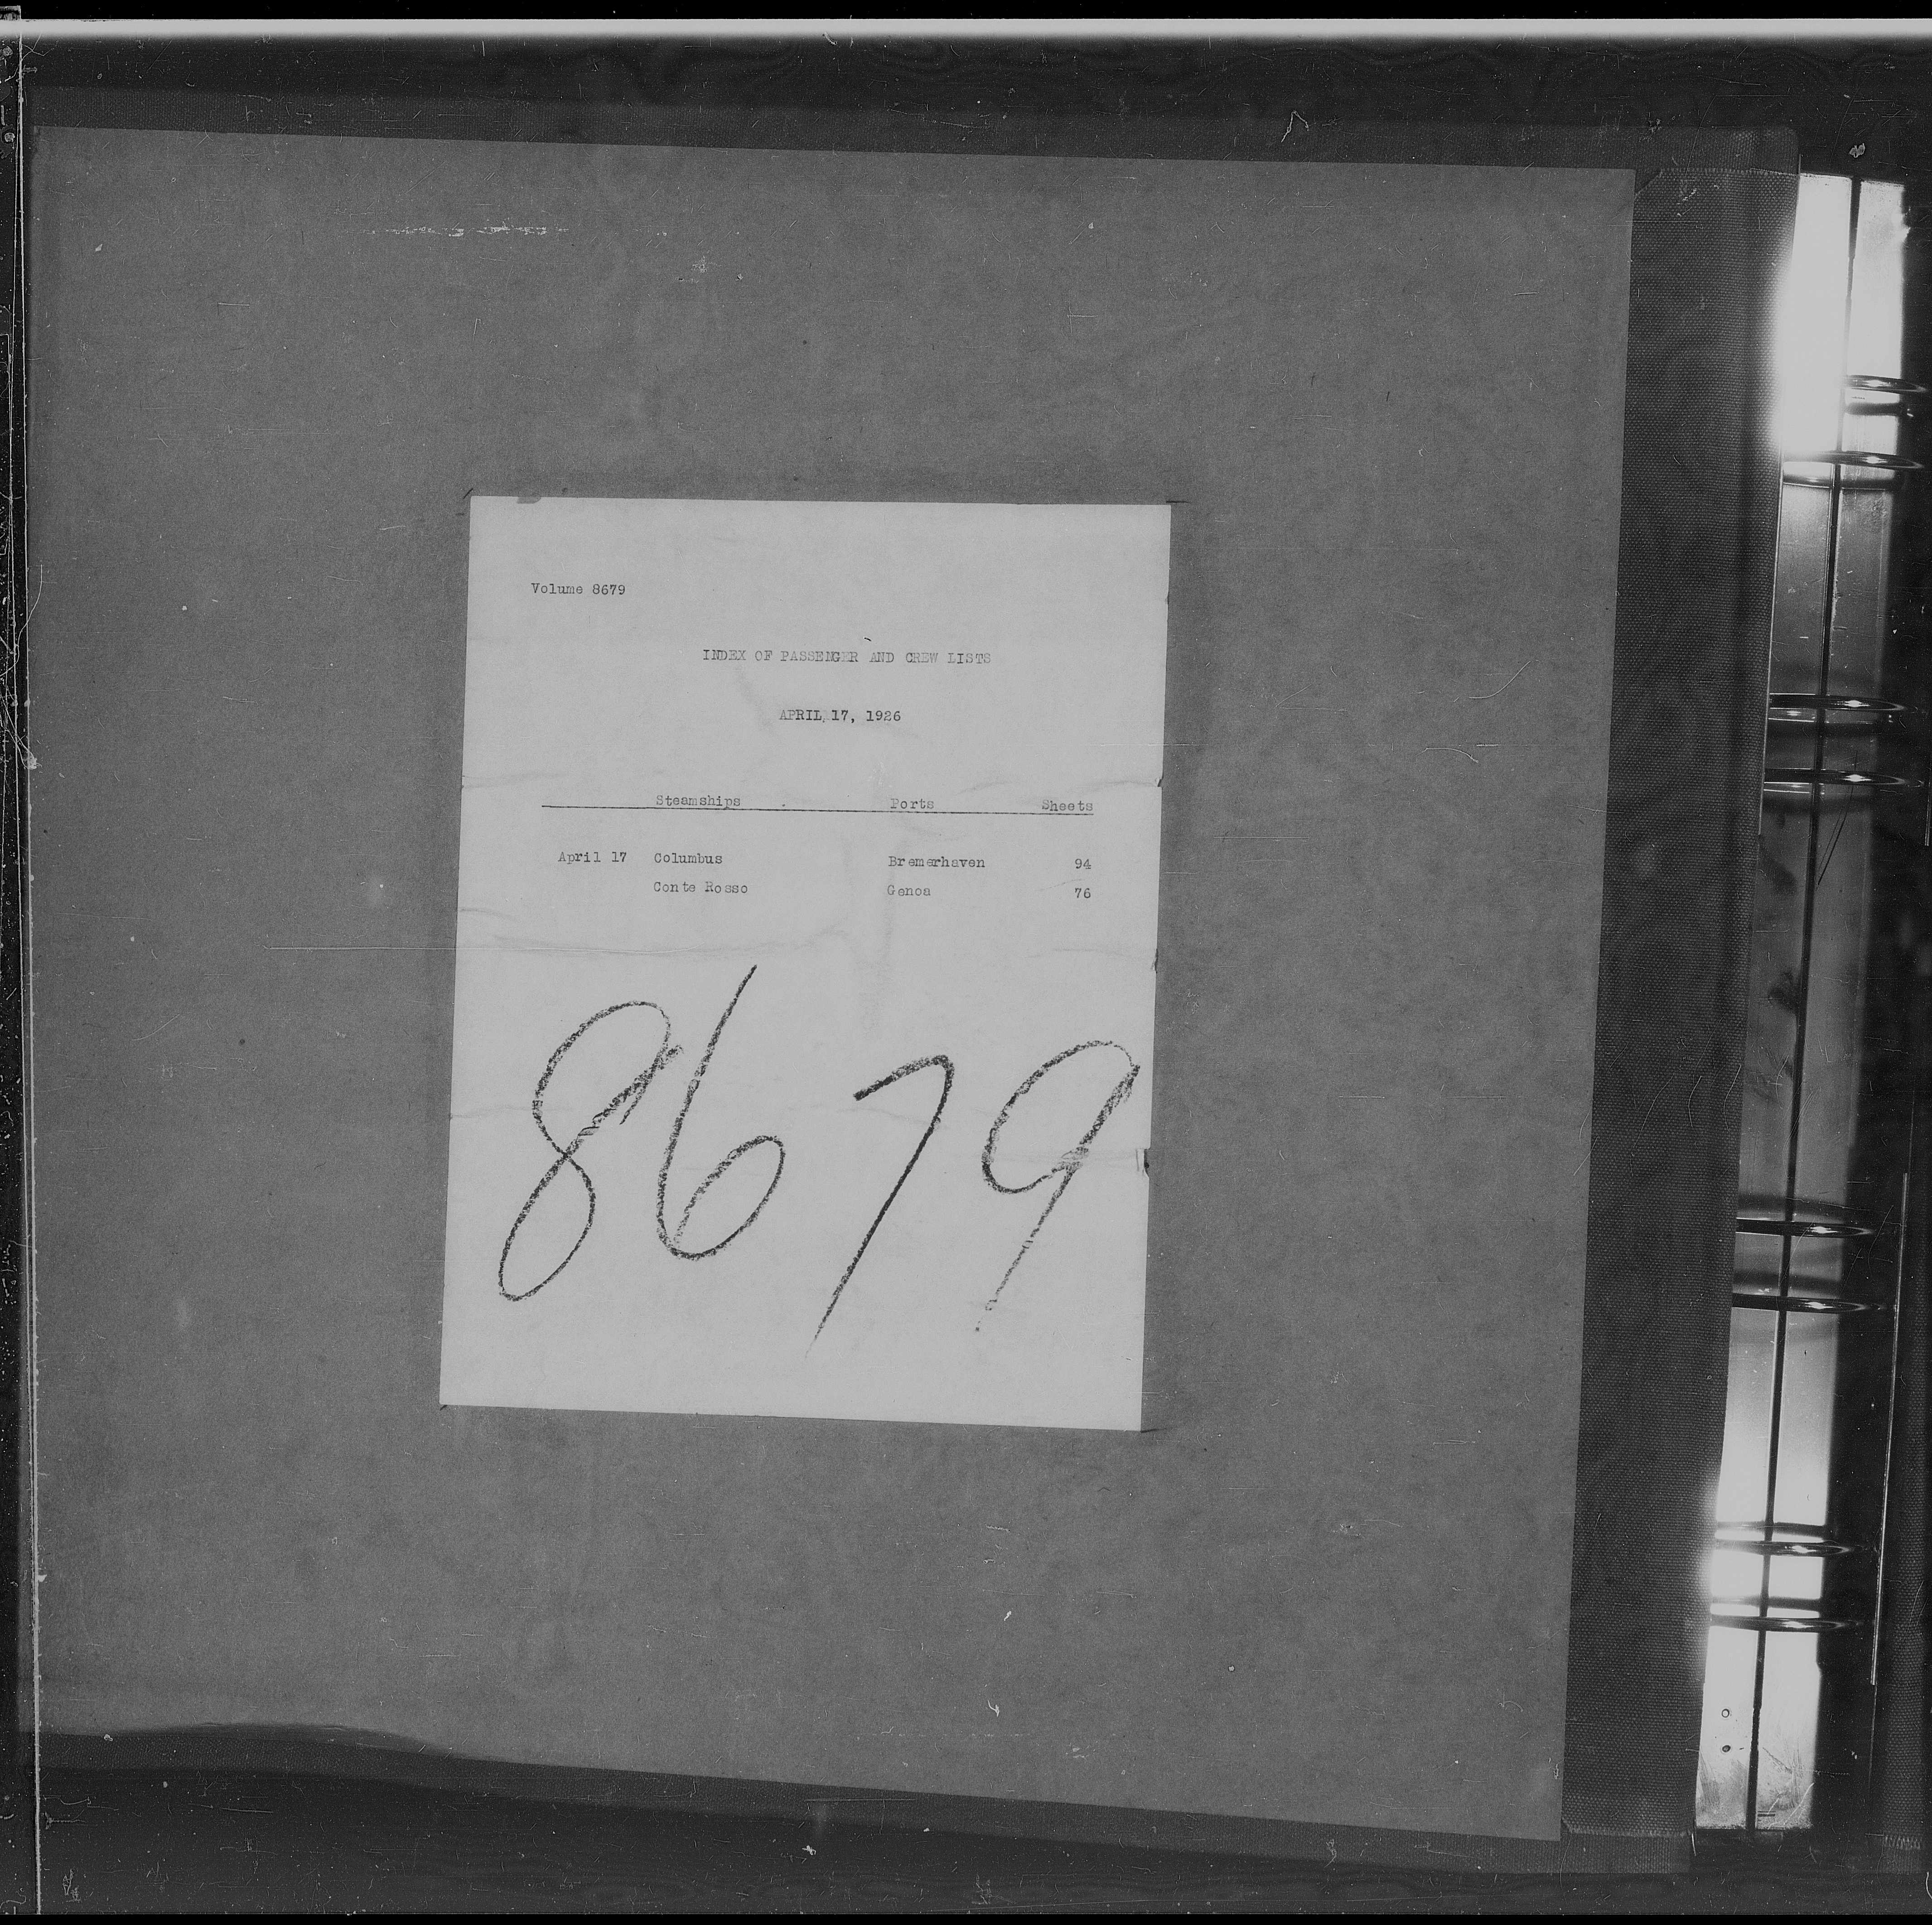 Volume 8679
INDEX OF PASSENGER AND CREW LISTS
APRIL 17, 1926
Steamships Ports Sheets
April 17 Columbus Bremerhaven 94
Conte Rosso Genoa 76
8679